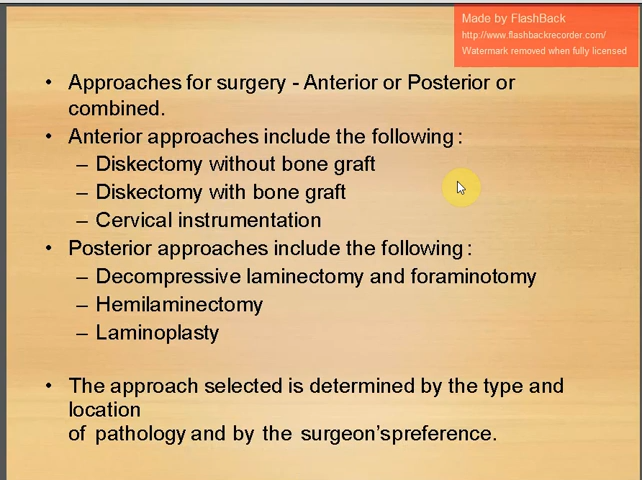 Made by FlashBack
http://www.flashbackrecorder.com/
Watermark removed when fully licensed
• Approaches for surgery - Anterior or Posterior or
combined.
• Anterior approaches include the following :
– Diskectomy without bone graft
– Diskectomy with bone graft
– Cervical instrumentation
• Posterior approaches include the following :
– Decompressive laminectomy and foraminotomy
– Hemilaminectomy
– Laminoplasty
• The approach selected is determined by the type and
location
of pathology and by the surgeon'spreference.